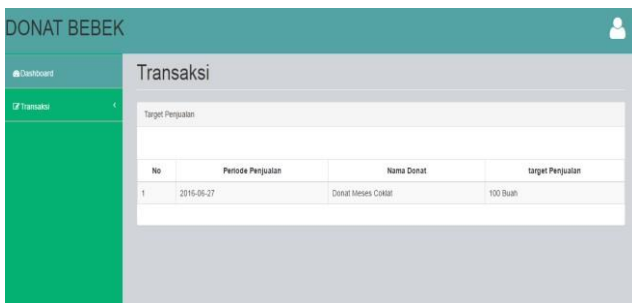 DONAT BEBEK
Dashboard
Transaksi
Transaksi
Target Penjualan
No Periode Penjualan Nama Donat target Penjualan
1 2016-06-27 Donat Meses Coklat 100 Buah